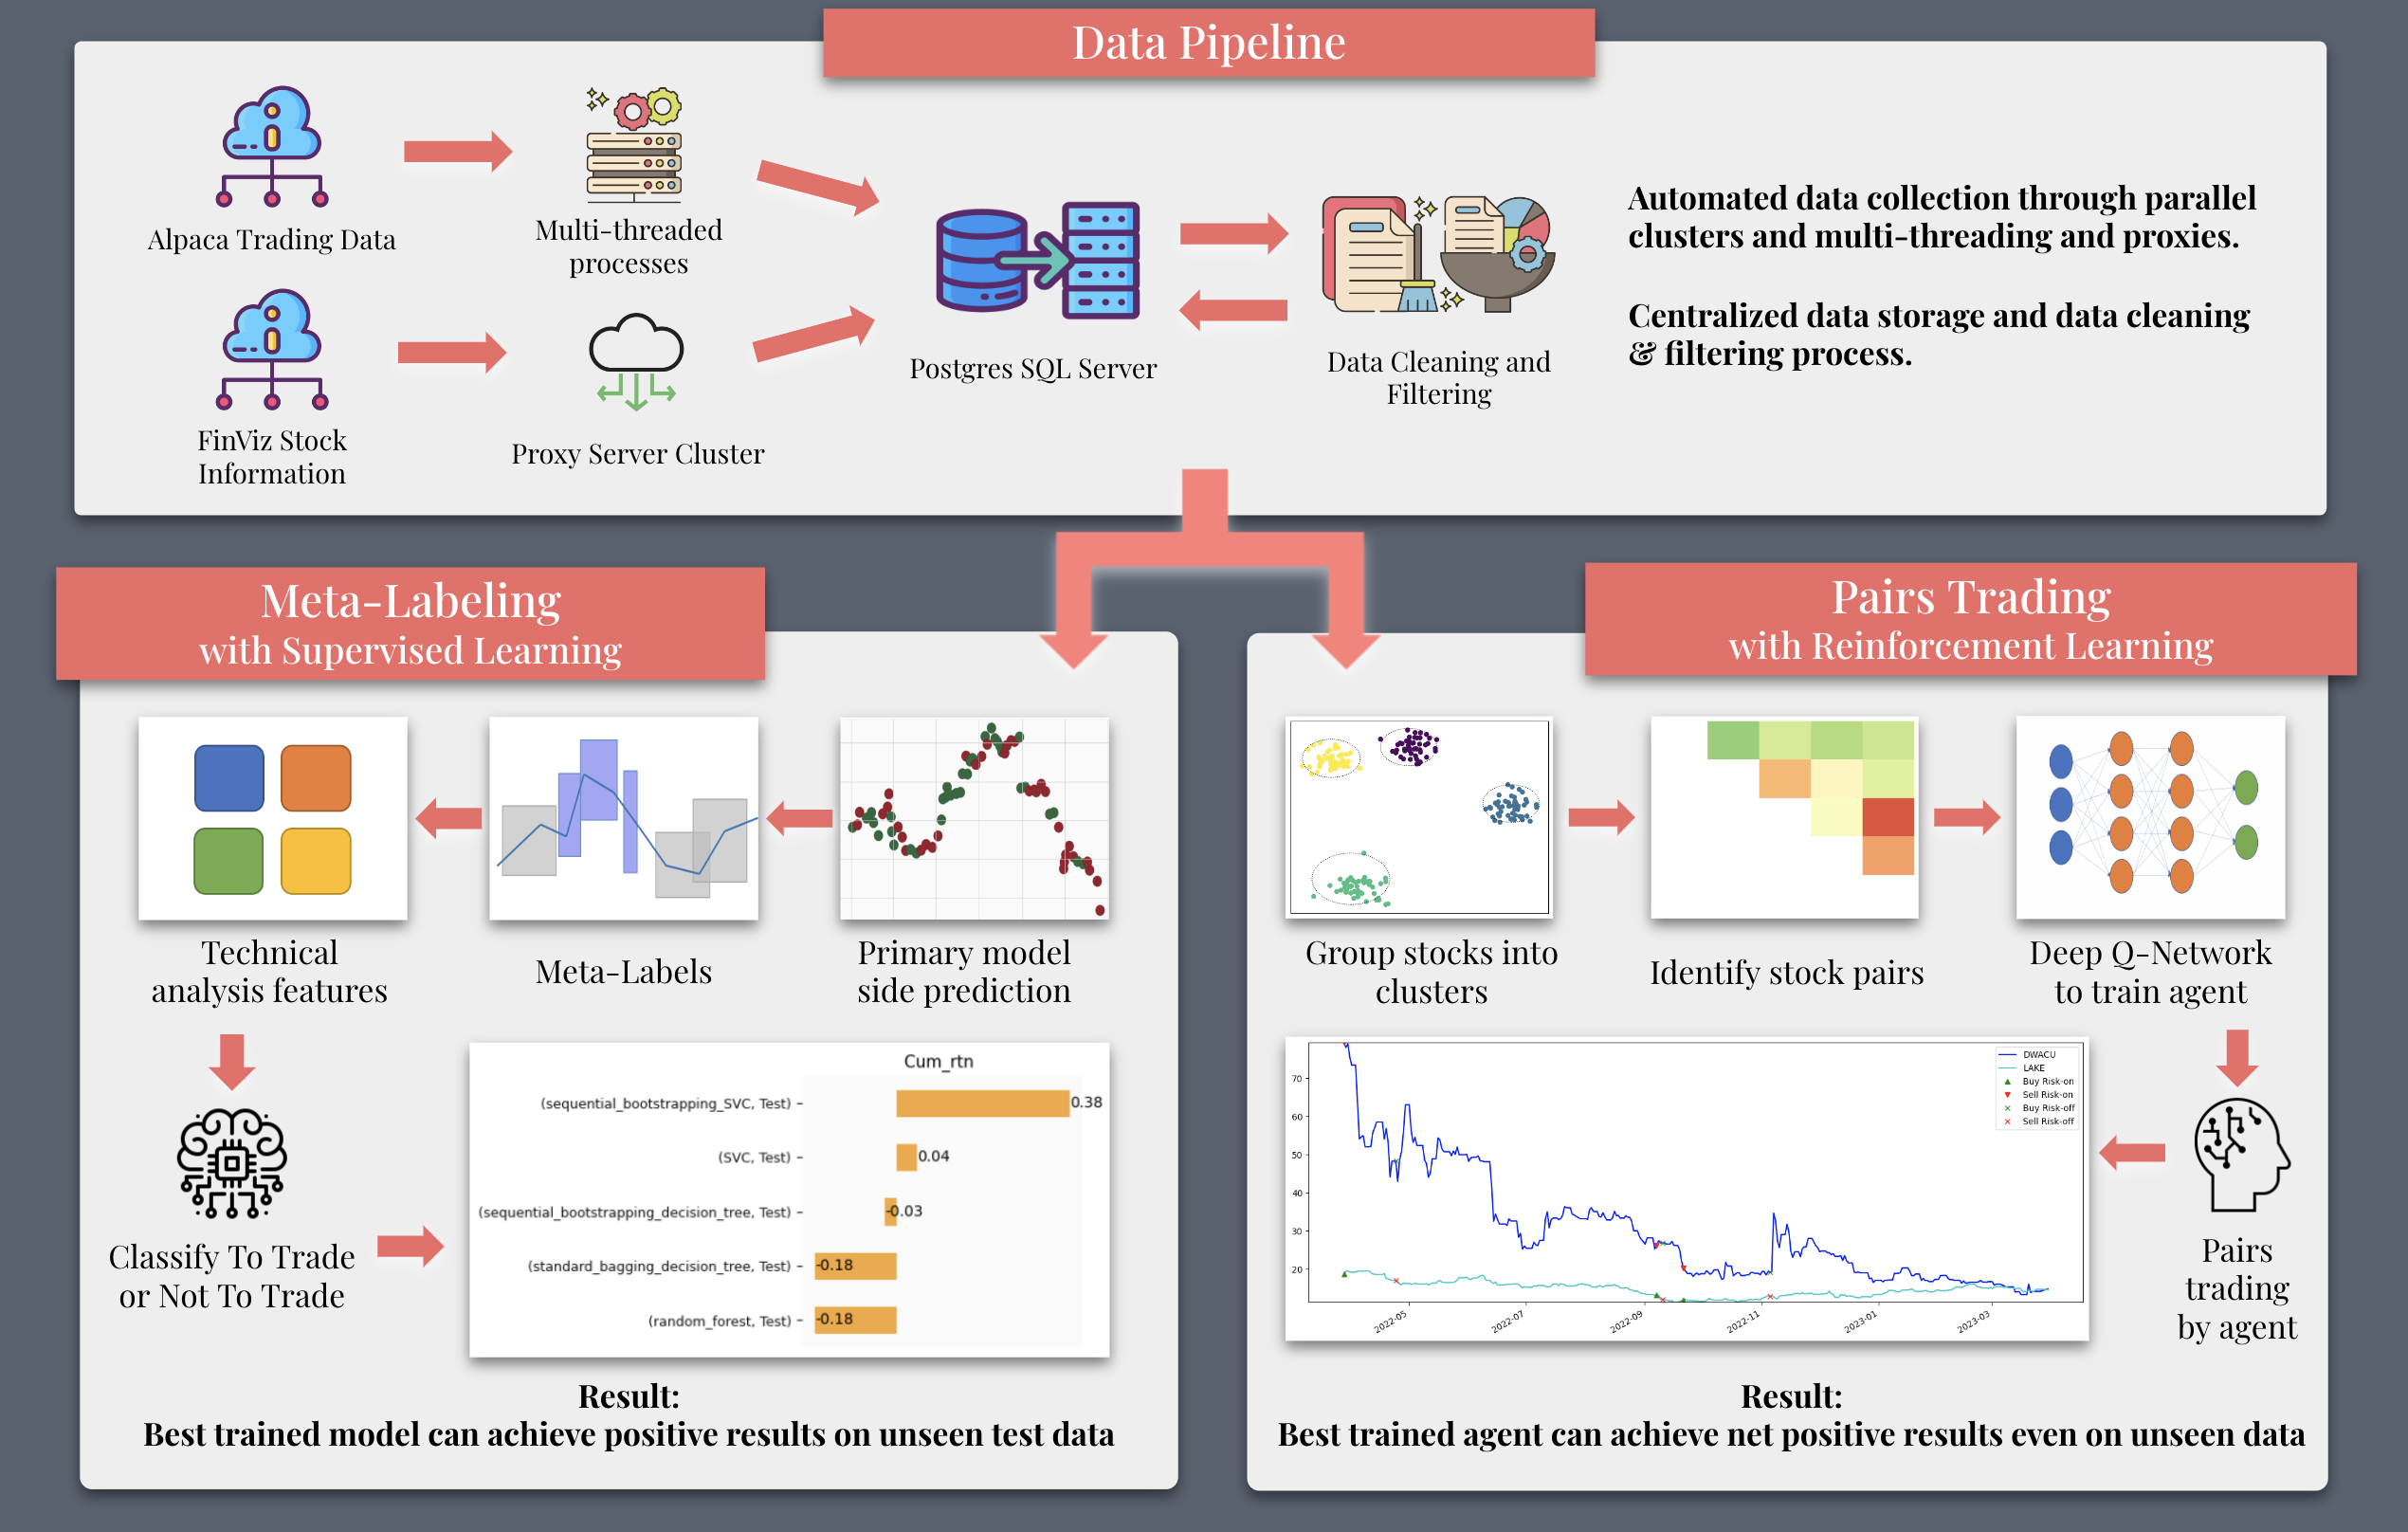 Data Pipeline
Alpaca Trading Data
Multi-threaded
processes
FinViz Stock
Information
Proxy Server Cluster
Postgres SQL Server
Data Cleaning and
Filtering
Automated data collection through parallel
clusters and multi-threading and proxies.
Centralized data storage and data cleaning
& filtering process.
Meta-Labeling
with Supervised Learning
Technical
analysis features
Meta-Labels
Primary model
side prediction
Classify To Trade
or Not To Trade
Cum_rtn
(sequential_bootstrapping_SVC, Test)
0.38
(SVC, Test)
0.04
(sequential_bootstrapping_decision_tree, Test)
-0.03
(standard_bagging_decision_tree, Test)
-0.18
(random_forest, Test)
-0.18
Result:
Best trained model can achieve positive results on unseen test data
Pairs Trading
with Reinforcement Learning
Group stocks into
clusters
Identify stock pairs
Deep Q-Network
to train agent
DWACU
LAKE
Buy Risk-on
Sell Risk-on
Buy Risk-off
Sell Risk-off
70
60
50
40
30
20
2022-05
2022-07
2022-09
2022-11
2023-01
2023-03
Pairs
trading
by agent
Result:
Best trained agent can achieve net positive results even on unseen data